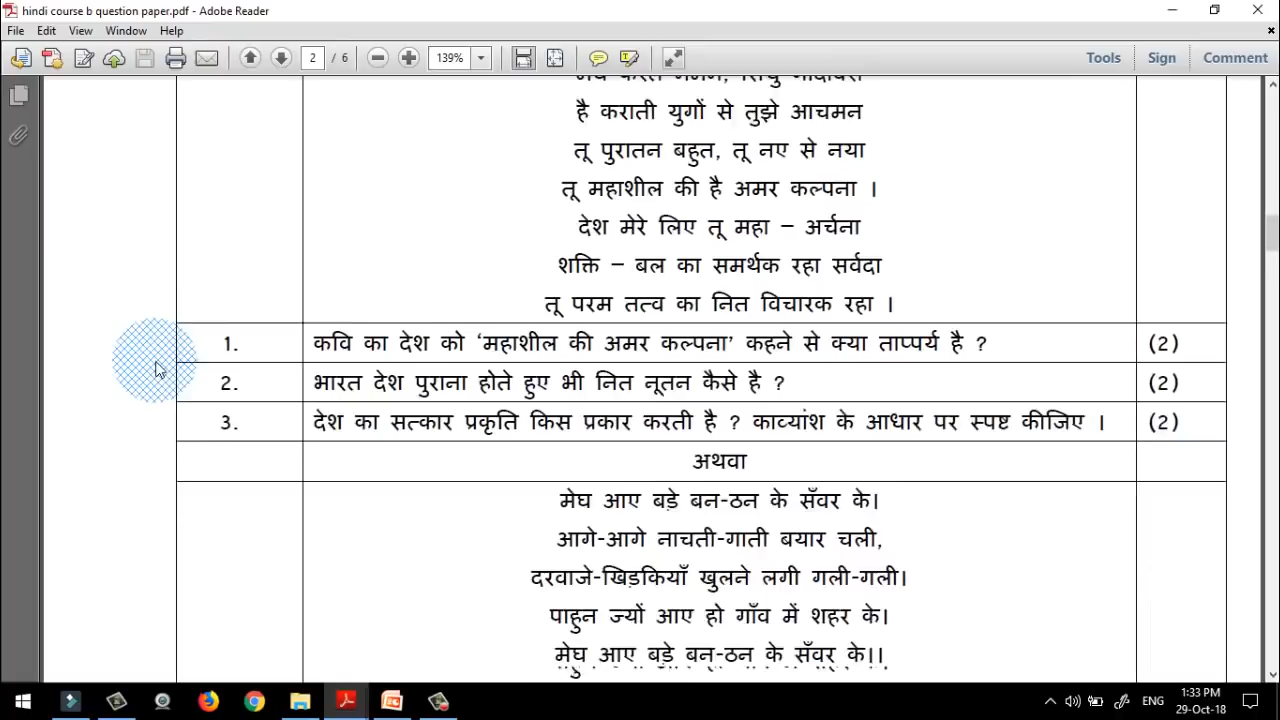 hindi course b question paper.pdf - Adobe Reader
File Edit View Window Help
2 / 6 139% Tools Sign Comment
है कराती युगों से तुझे आचमन
तू पुरातन बहुत, तू नए से नया
तू महाशील की है अमर कल्पना ।
देश मेरे लिए तू महा – अर्चना
शक्ति – बल का समर्थक रहा सर्वदा
तू परम तत्व का नित विचारक रहा ।
1. कवि का देश को ‘महाशील की अमर कल्पना’ कहने से क्या ताप्पर्य है ? (2)
2. भारत देश पुराना होते हुए भी नित नूतन कैसे है ? (2)
3. देश का सत्कार प्रकृति किस प्रकार करती है ? काव्यांश के आधार पर स्पष्ट कीजिए । (2)
अथवा
मेघ आए बड़े बन-ठन के सँवर के।
आगे-आगे नाचती-गाती बयार चली,
दरवाजे-खिड़कियाँ खुलने लगी गली-गली।
पाहुन ज्यों आए हो गाँव में शहर के।
मेघ आए बड़े बन-ठन के सँवर के।।
ENG 1:33 PM
29-Oct-18